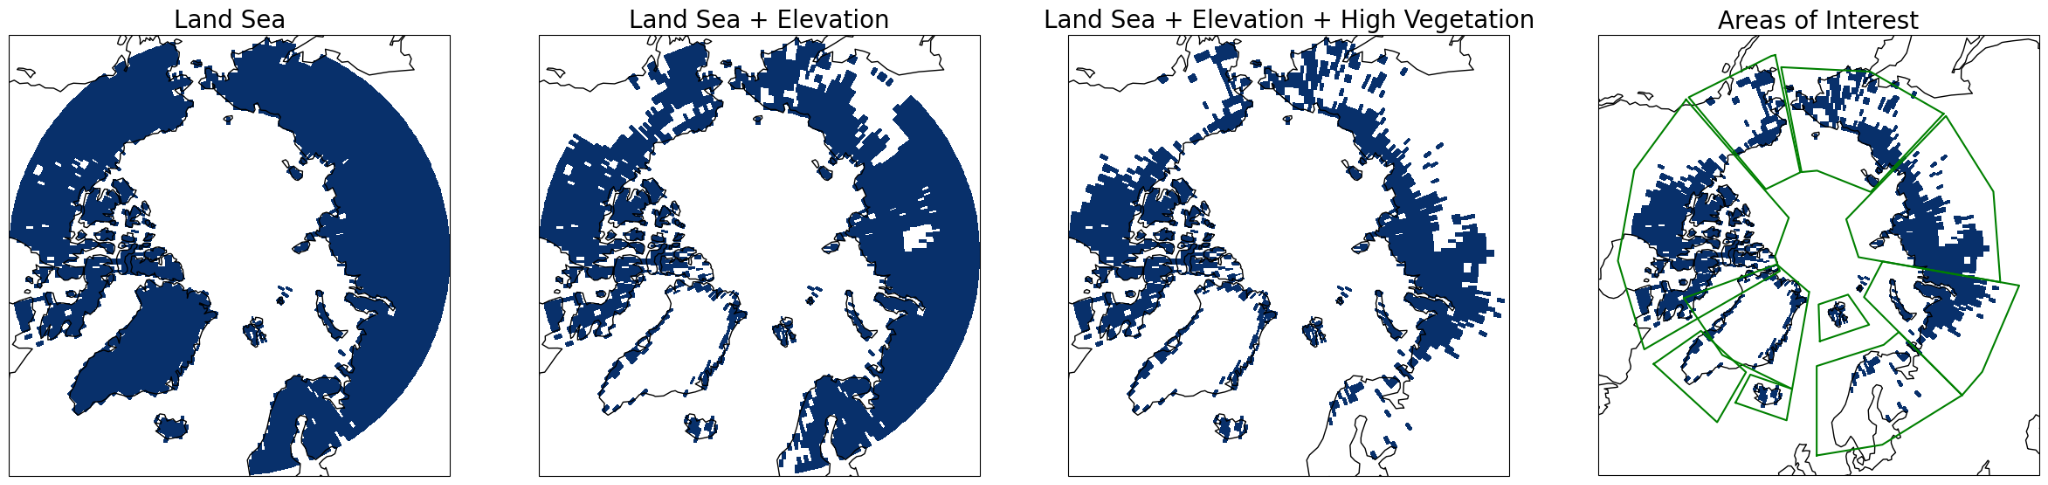 Land Sea
Land Sea + Elevation
Land Sea + Elevation + High Vegetation
Areas of Interest